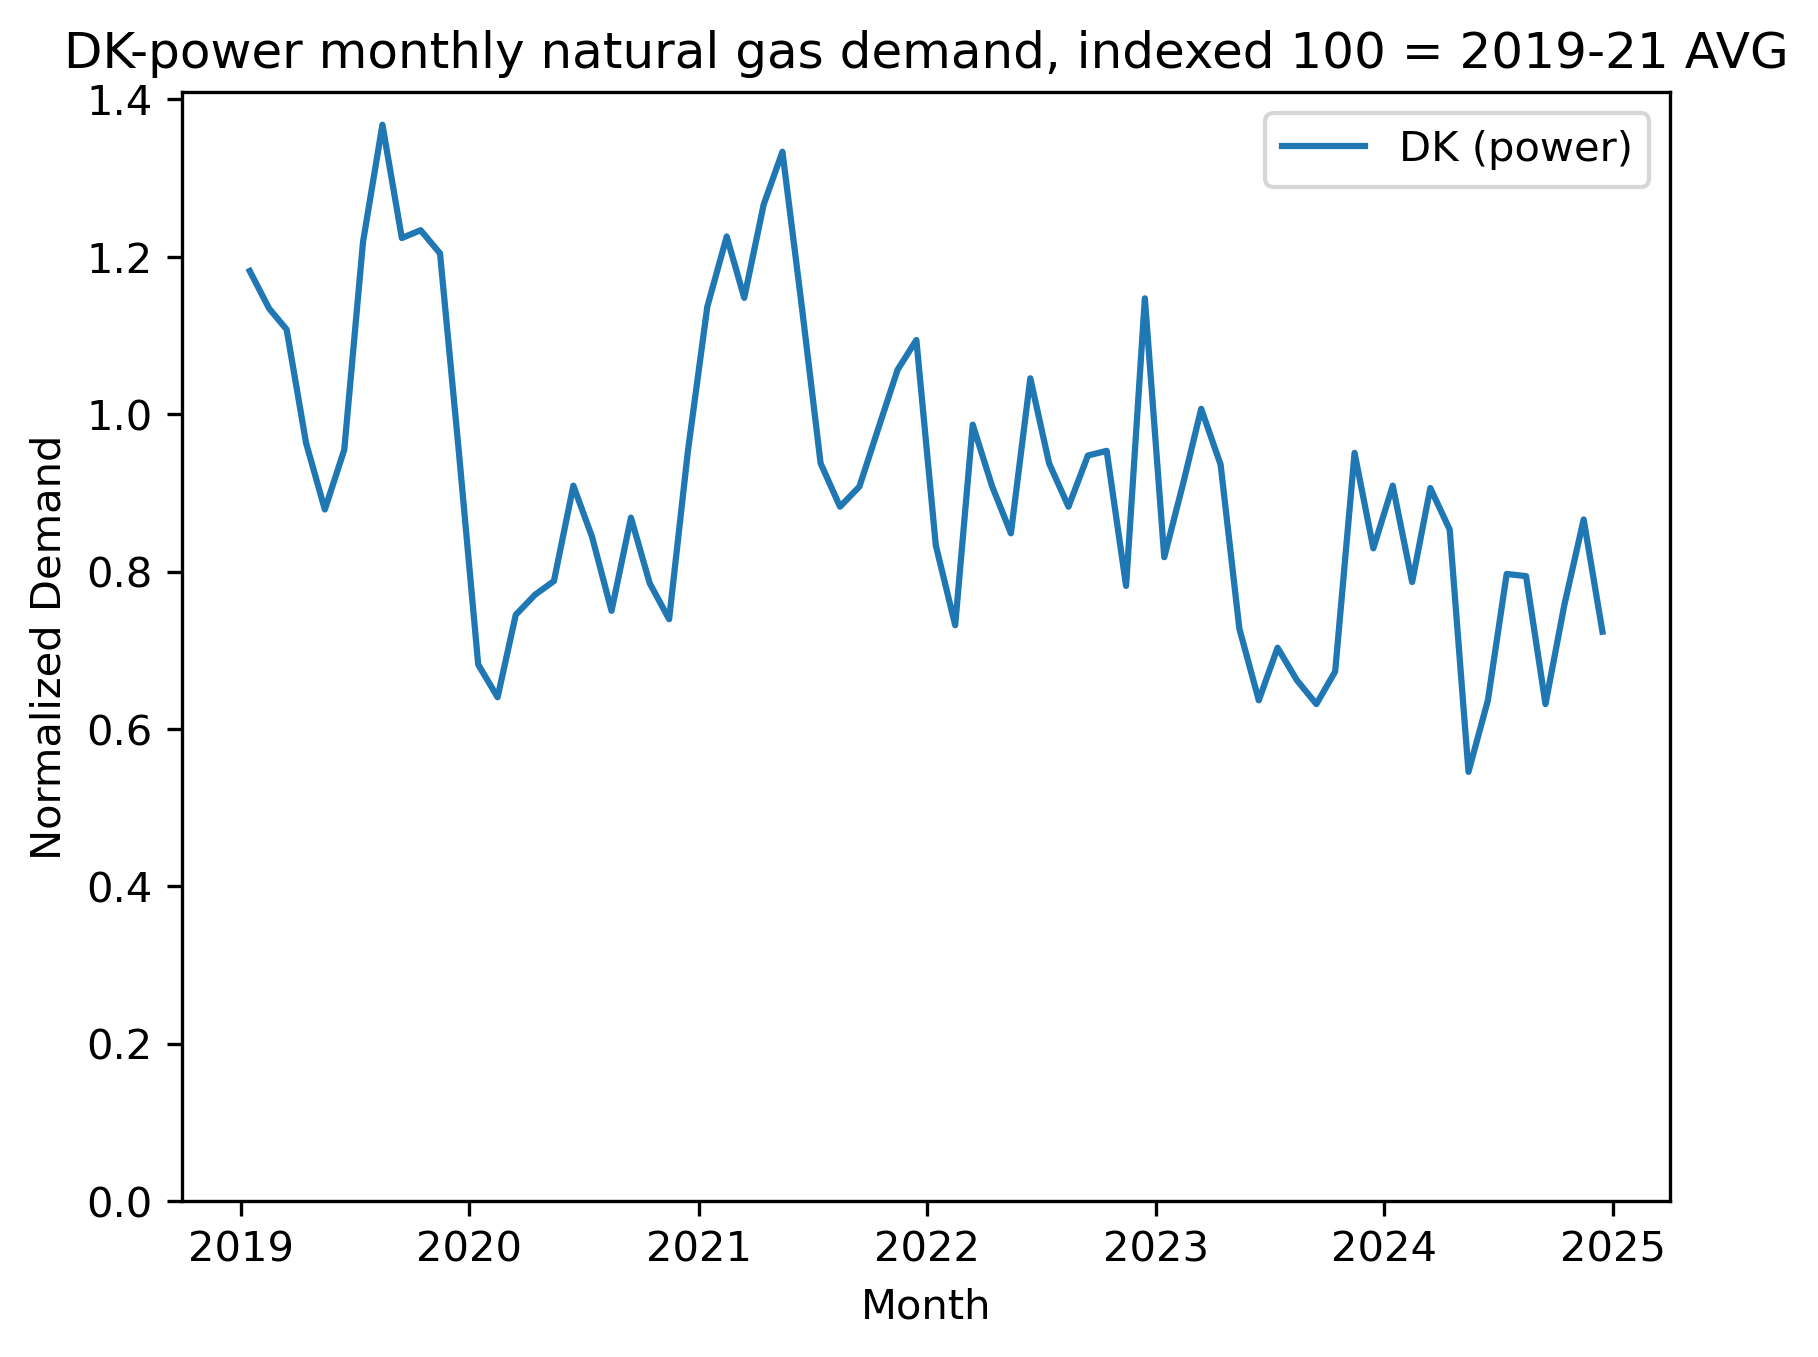 DK-power monthly natural gas demand, indexed 100 = 2019-21 AVG
DK (power)
Normalized Demand
1.4
1.2
1.0
0.8
0.6
0.4
0.2
0.0
2019 2020 2021 2022 2023 2024 2025
Month